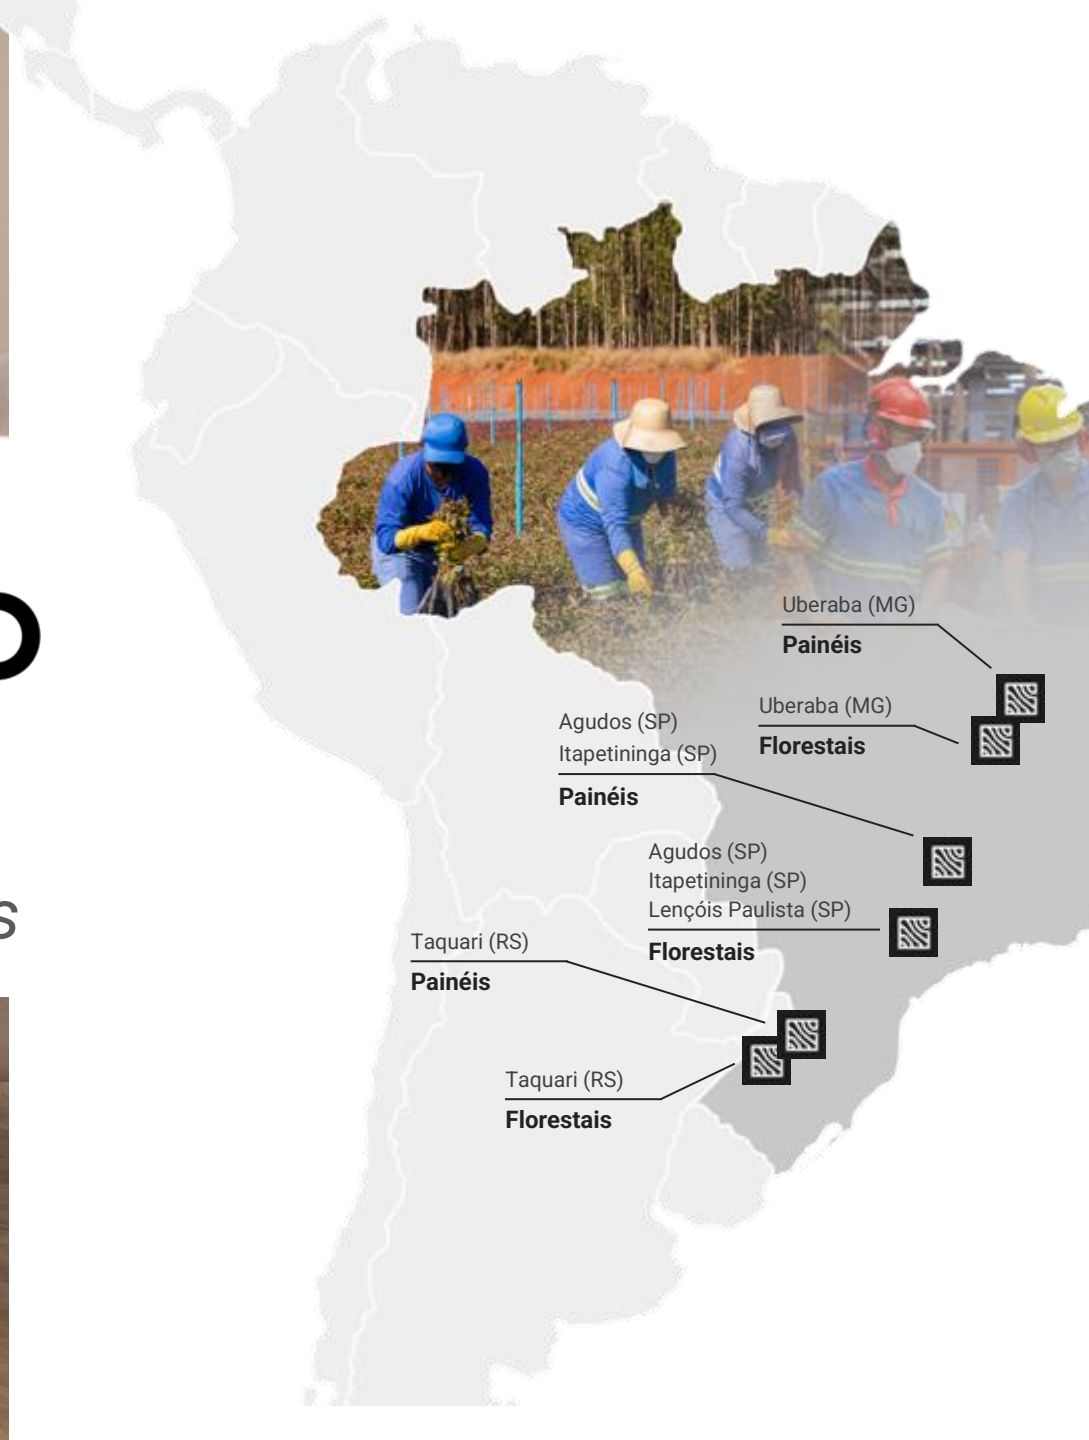 Uberaba (MG)
Painéis
Uberaba (MG)
Florestais
Agudos (SP)
Itapetininga (SP)
Painéis
Agudos (SP)
Itapetininga (SP)
Lençóis Paulista (SP)
Florestais
Taquari (RS)
Painéis
Taquari (RS)
Florestais